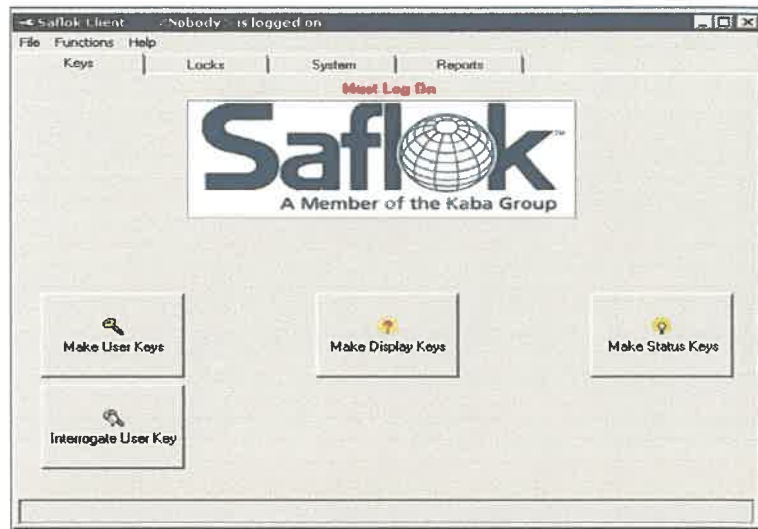 Saflok Client <Nobody> is logged on
File Functions Help
Keys Locks System Reports
Must Log On
Saflok™
A Member of the Kaba Group
Make User Keys
Make Display Keys
Make Status Keys
Interrogate User Key